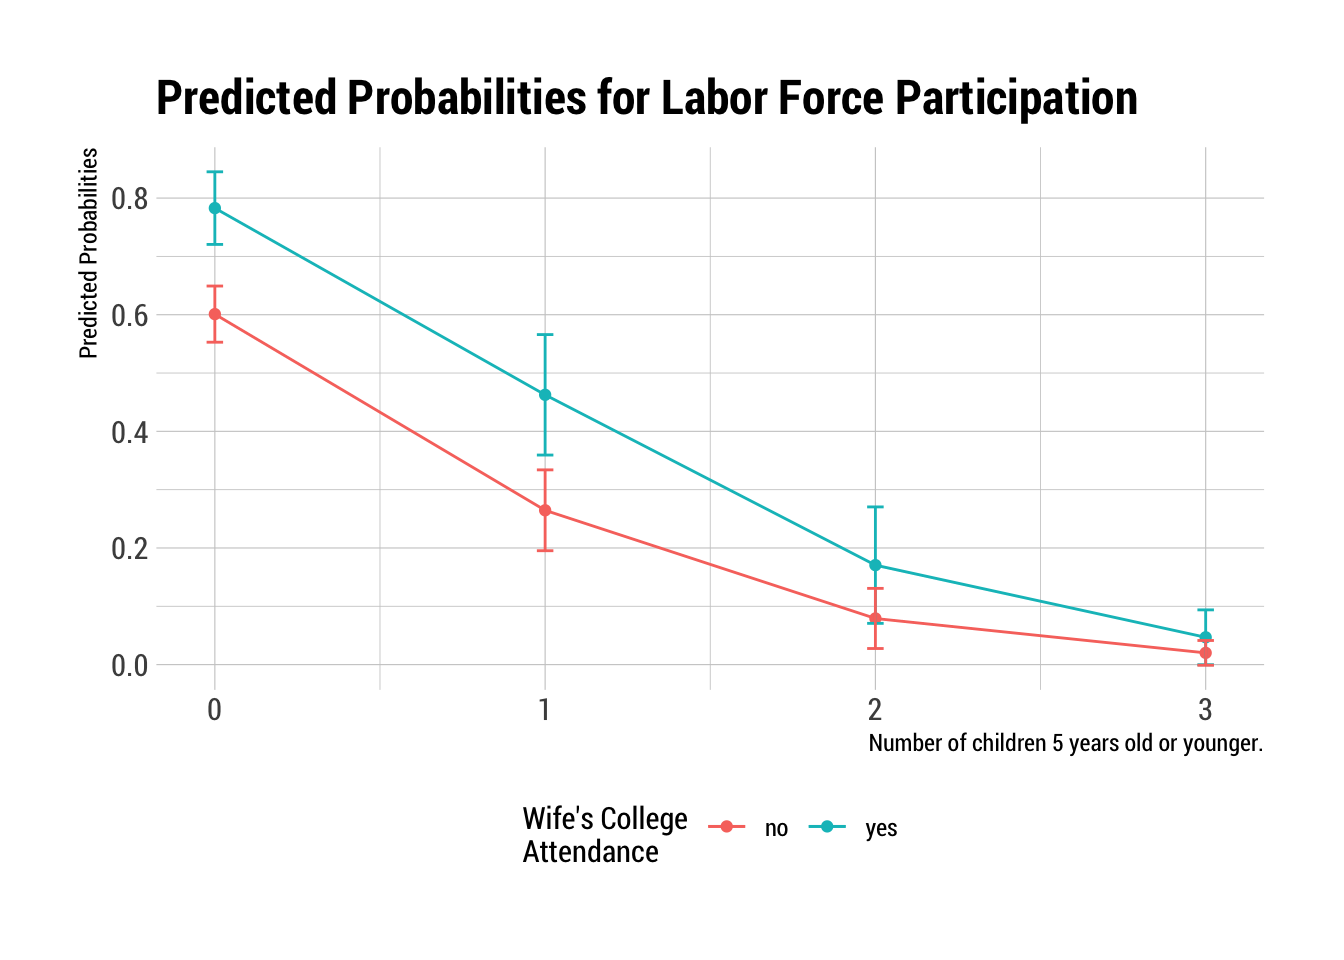 Predicted Probabilities for Labor Force Participation
Predicted Probabilities
0.8
0.6
0.4
0.2
0.0
0 1 2 3
Number of children 5 years old or younger.
Wife's College
Attendance
no yes